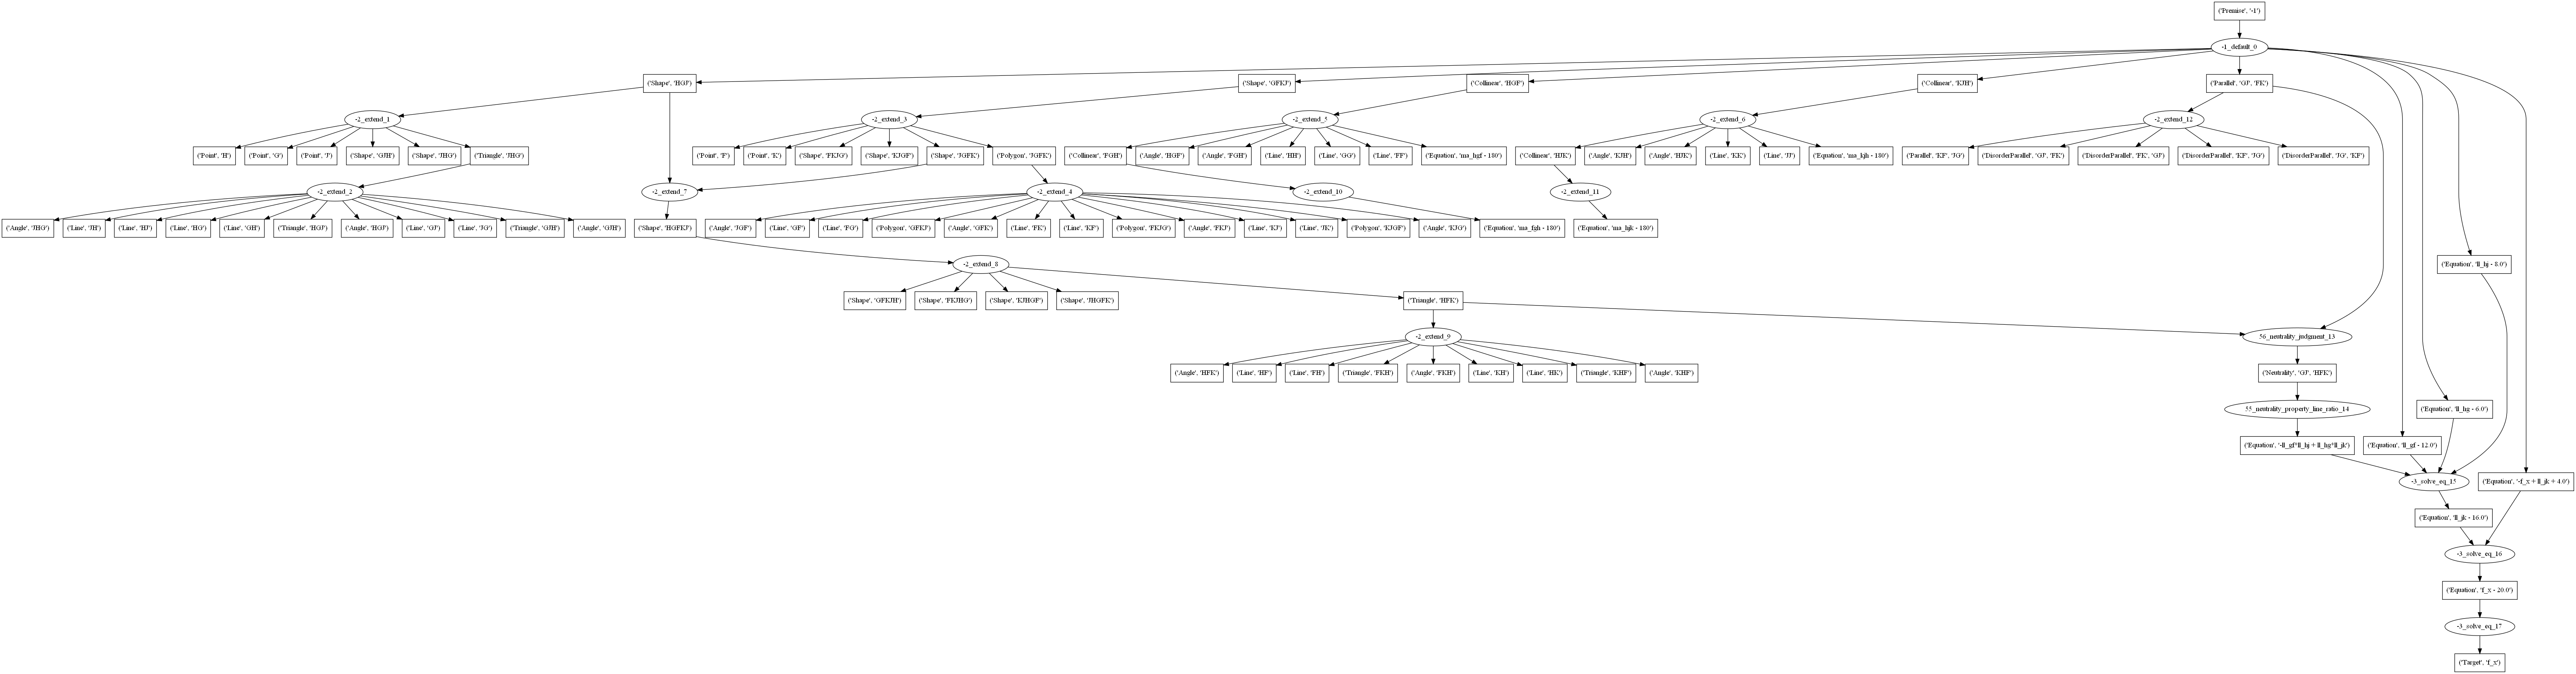 ('Premise', '-1')
-1_default_0
('Shape', 'HGJ')
('Shape', 'GFKJ')
('Collinear', 'HGF')
('Collinear', 'KJH')
('Parallel', 'GJ', 'FK')
-2_extend_1
-2_extend_3
-2_extend_5
-2_extend_6
-2_extend_12
('Point', 'H')
('Point', 'G')
('Point', 'J')
('Shape', 'GJH')
('Shape', 'JHG')
('Triangle', 'JHG')
('Point', 'F')
('Point', 'K')
('Shape', 'FKJG')
('Shape', 'KJGF')
('Shape', 'JGFK')
('Polygon', 'JGFK')
('Collinear', 'FGH')
('Angle', 'HGF')
('Angle', 'FGH')
('Line', 'HH')
('Line', 'GG')
('Line', 'FF')
('Equation', 'ma_hgf - 180')
('Collinear', 'HJK')
('Angle', 'KJH')
('Angle', 'HJK')
('Line', 'KK')
('Line', 'JJ')
('Equation', 'ma_kjh - 180')
('Parallel', 'KF', 'JG')
('DisorderParallel', 'GJ', 'FK')
('DisorderParallel', 'FK', 'GJ')
('DisorderParallel', 'KF', 'JG')
('DisorderParallel', 'JG', 'KF')
-2_extend_2
-2_extend_7
-2_extend_4
-2_extend_10
-2_extend_11
('Angle', 'JHG')
('Line', 'JH')
('Line', 'HJ')
('Line', 'HG')
('Line', 'GH')
('Triangle', 'HGJ')
('Angle', 'HGJ')
('Line', 'GJ')
('Line', 'JG')
('Triangle', 'GJH')
('Angle', 'GJH')
('Shape', 'HGFKJ')
('Angle', 'JGF')
('Line', 'GF')
('Line', 'FG')
('Polygon', 'GFKJ')
('Angle', 'GFK')
('Line', 'FK')
('Line', 'KF')
('Polygon', 'FKJG')
('Angle', 'FKJ')
('Line', 'KJ')
('Line', 'JK')
('Polygon', 'KJGF')
('Angle', 'KJG')
('Equation', 'ma_fgh - 180')
('Equation', 'ma_hjk - 180')
-2_extend_8
('Equation', 'll_hj - 8.0')
('Shape', 'GFKJH')
('Shape', 'FKJHG')
('Shape', 'KJHGF')
('Shape', 'JHGFK')
('Triangle', 'HFK')
-2_extend_9
56_neutrality_judgment_13
('Angle', 'HFK')
('Line', 'HF')
('Line', 'FH')
('Triangle', 'FKH')
('Angle', 'FKH')
('Line', 'KH')
('Line', 'HK')
('Triangle', 'KHF')
('Angle', 'KHF')
('Neutrality', 'GJ', 'HFK')
55_neutrality_property_line_ratio_14
('Equation', 'll_hg - 6.0')
('Equation', '-ll_gf*ll_hj + ll_hg*ll_jk')
('Equation', 'll_gf - 12.0')
-3_solve_eq_15
('Equation', '-f_x + ll_jk + 4.0')
('Equation', 'll_jk - 16.0')
-3_solve_eq_16
('Equation', 'f_x - 20.0')
-3_solve_eq_17
('Target', 'f_x')